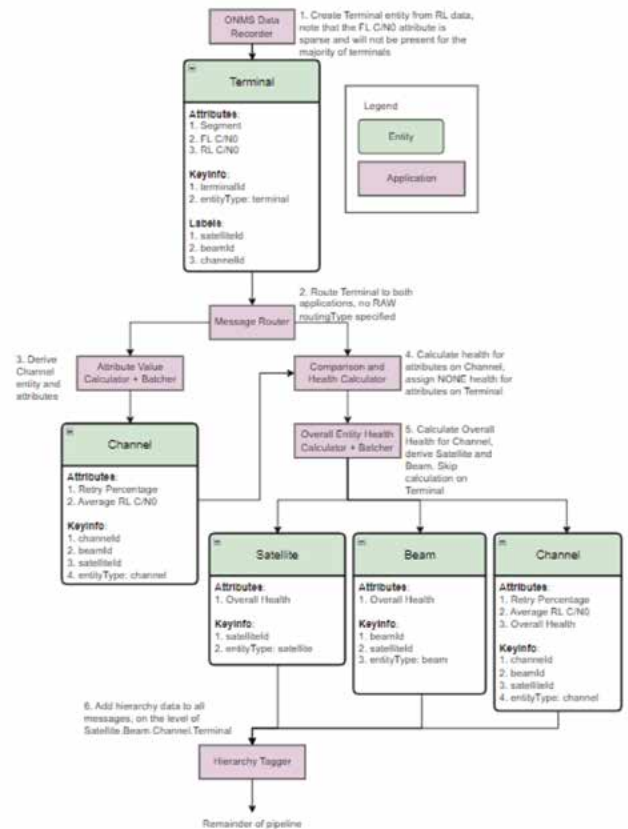 ONMS Data
Recorder
1. Create Terminal entity from RL data,
note that the FL C/N0 attribute is
sparse and will not be present for the
majority of terminals
Terminal
Attributes:
1. Segment
2. FL C/N0
3. RL C/N0
KeyInfo:
1. terminalId
2. entityType: terminal
Labels:
1. satelliteId
2. beamId
3. channelId
Legend
Entity
Application
2. Route Terminal to both
applications, no RAW
routingType specified
Message Router
3. Derive
Channel
entity and
attributes
Attribute Value
Calculator + Batcher
Comparison and
Health Calculator
4. Calculate health for
attributes on Channel,
assign NONE health for
attributes on Terminal
Channel
Attributes:
1. Retry Percentage
2. Average RL C/N0
KeyInfo:
1. channelId
2. beamId
3. satelliteId
4. entityType: channel
Overall Entity Health
Calculator + Batcher
5. Calculate Overall
Health for Channel,
derive Satellite and
Beam. Skip
calculation on
Terminal
Satellite
Attributes:
1. Overall Health
KeyInfo:
1. satelliteId
2. entityType: satellite
Beam
Attributes:
1. Overall Health
KeyInfo:
1. beamId
2. satelliteId
3. entityType: beam
Channel
Attributes:
1. Retry Percentage
2. Average RL C/N0
3. Overall Health
KeyInfo:
1. channelId
2. beamId
3. satelliteId
4. entityType: channel
6. Add hierarchy data to all
messages, on the level of
Satellite.Beam.Channel.Terminal
Hierarchy Tagger
Remainder of pipeline